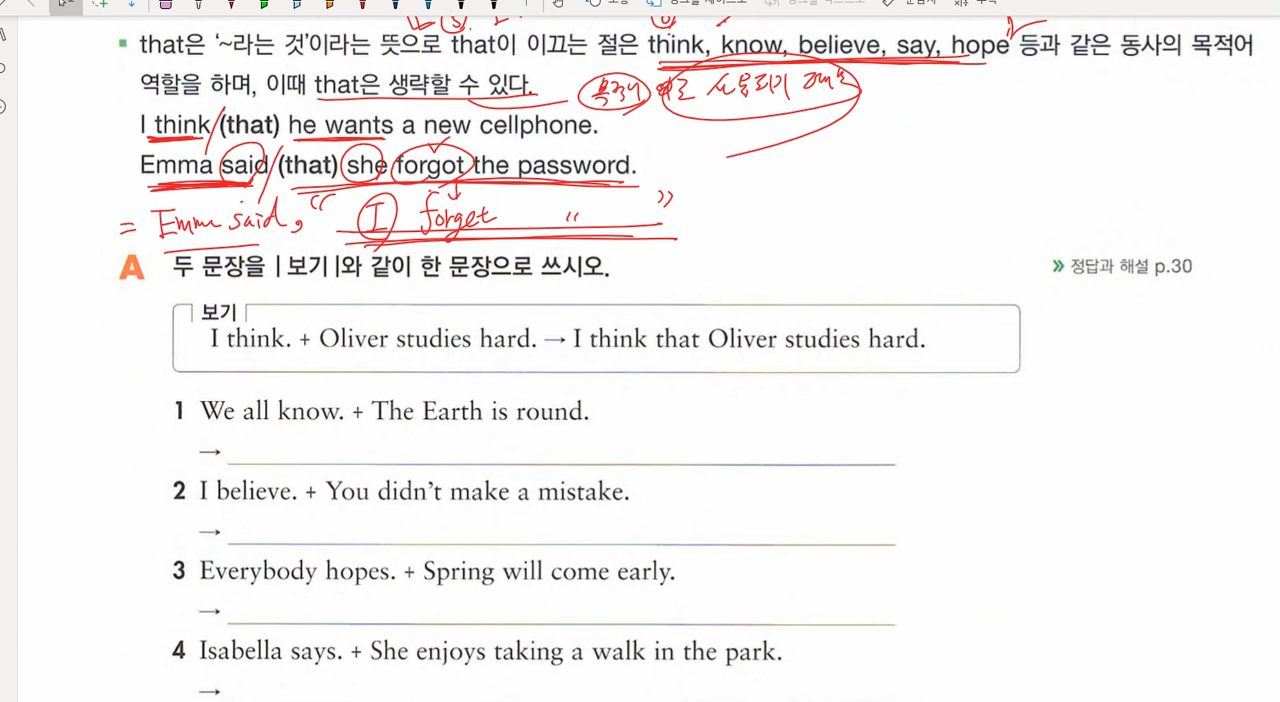 that은 ‘~라는 것’이라는 뜻으로 that이 이끄는 절은 think, know, believe, say, hope 등과 같은 동사의 목적어
역할을 하며, 이때 that은 생략할 수 있다. 목적어
I think (that) he wants a new cellphone.
Emma said (that) she forgot the password.
= Emma said, “ I forget 〃 ”
A 두 문장을 |보기|와 같이 한 문장으로 쓰시오.
» 정답과 해설 p.30
보기
I think. + Oliver studies hard. → I think that Oliver studies hard.
1 We all know. + The Earth is round.
→
2 I believe. + You didn’t make a mistake.
→
3 Everybody hopes. + Spring will come early.
→
4 Isabella says. + She enjoys taking a walk in the park.
→